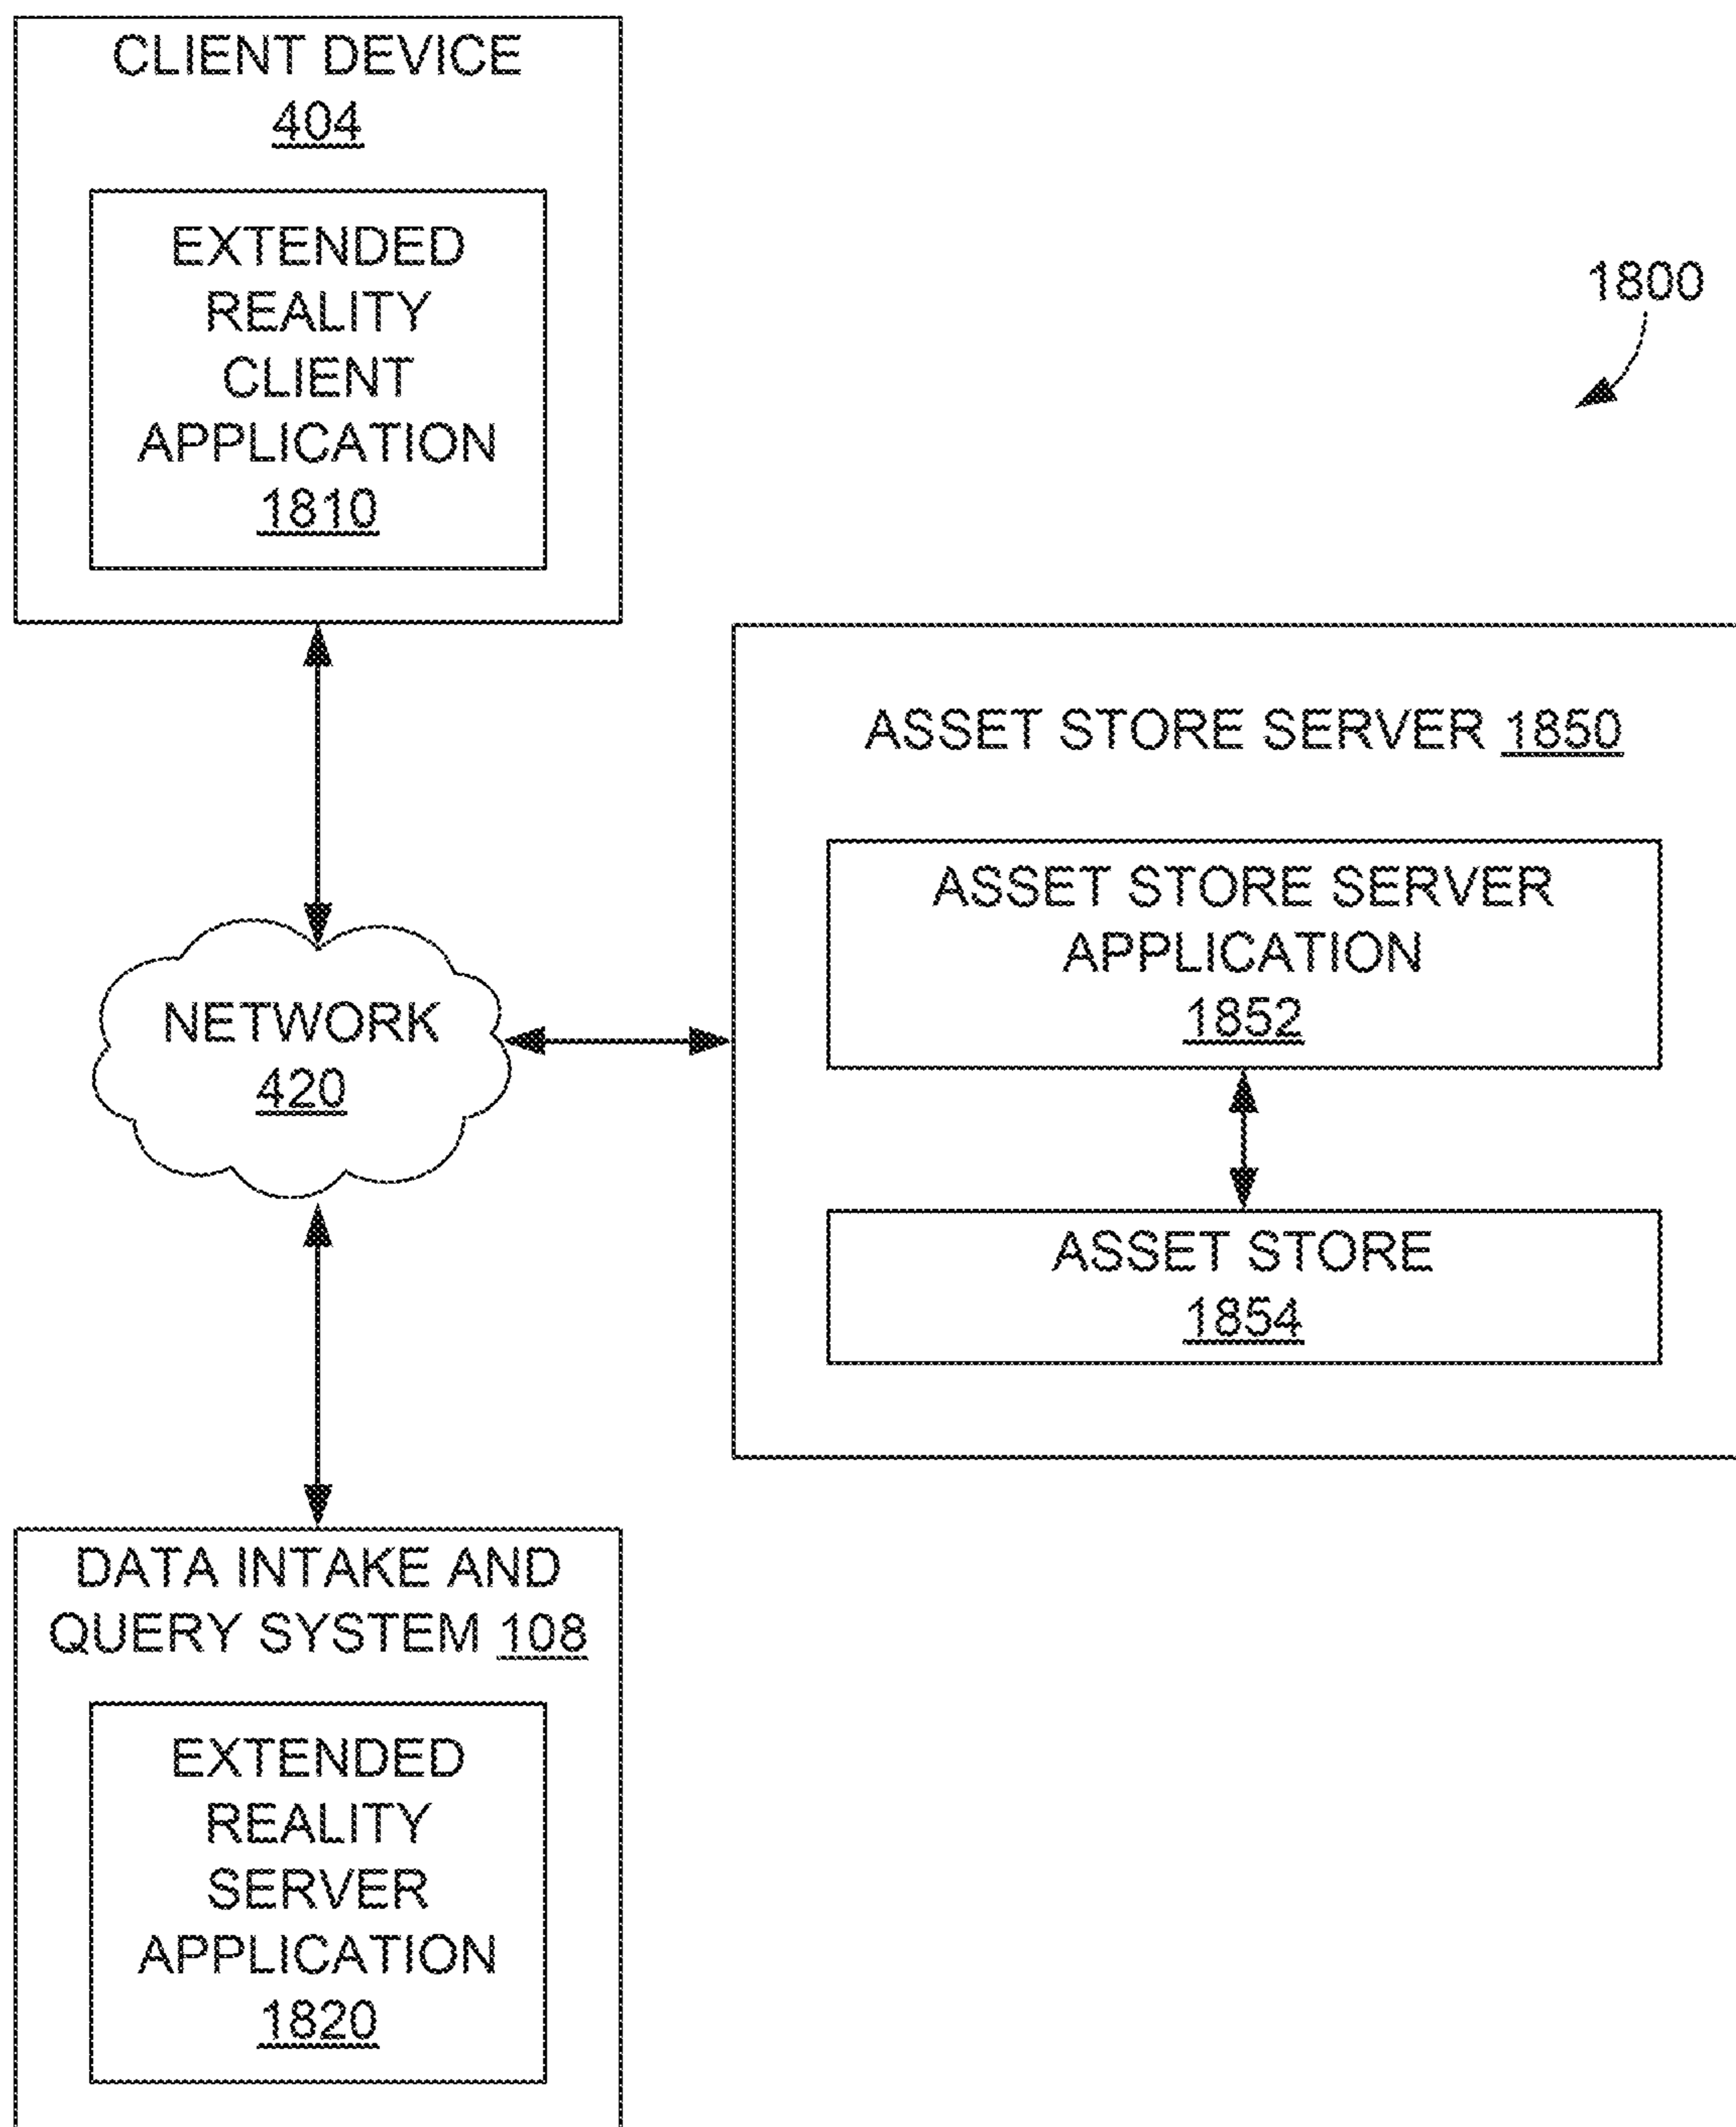 CLIENT DEVICE
404
EXTENDED
REALITY
CLIENT
APPLICATION
1810
1800
ASSET STORE SERVER 1850
ASSET STORE SERVER
APPLICATION
1852
NETWORK
420
ASSET STORE
1854
DATA INTAKE AND
QUERY SYSTEM 108
EXTENDED
REALITY
SERVER
APPLICATION
1820